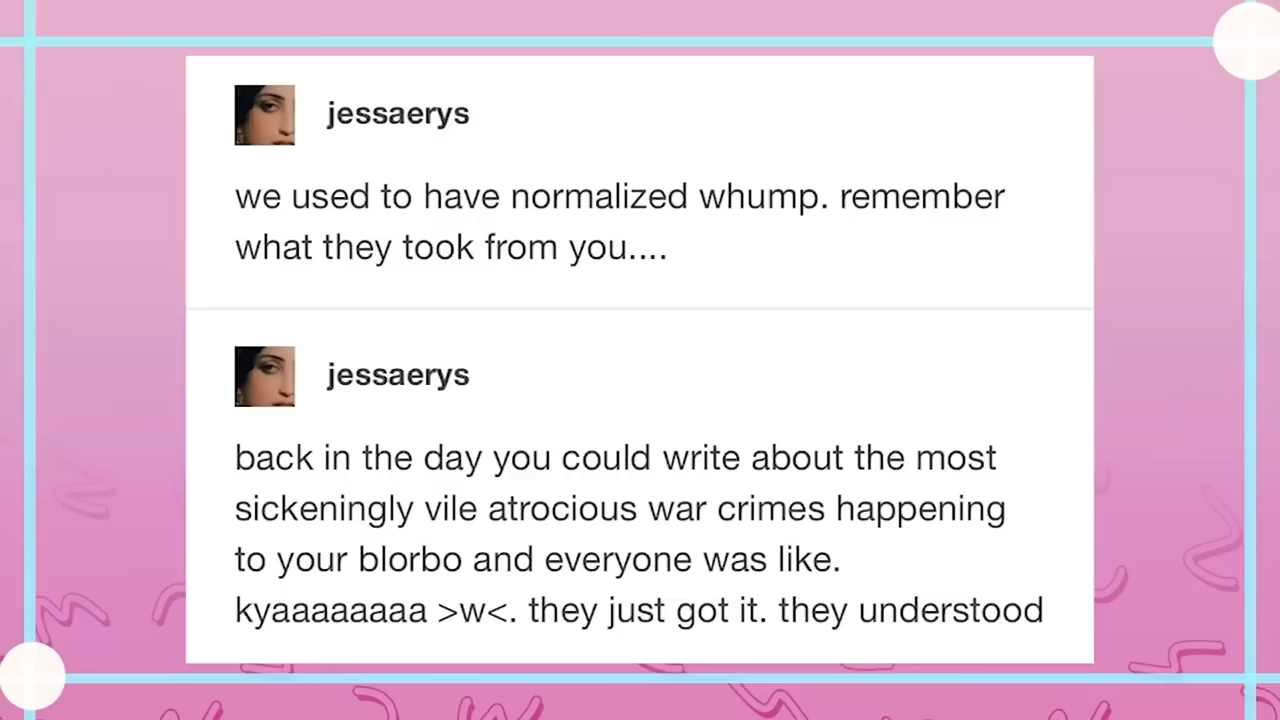 jessaerys
we used to have normalized whump. remember
what they took from you....
jessaerys
back in the day you could write about the most
sickeningly vile atrocious war crimes happening
to your blorbo and everyone was like.
kyaaaaaaaa >w<. they just got it. they understood